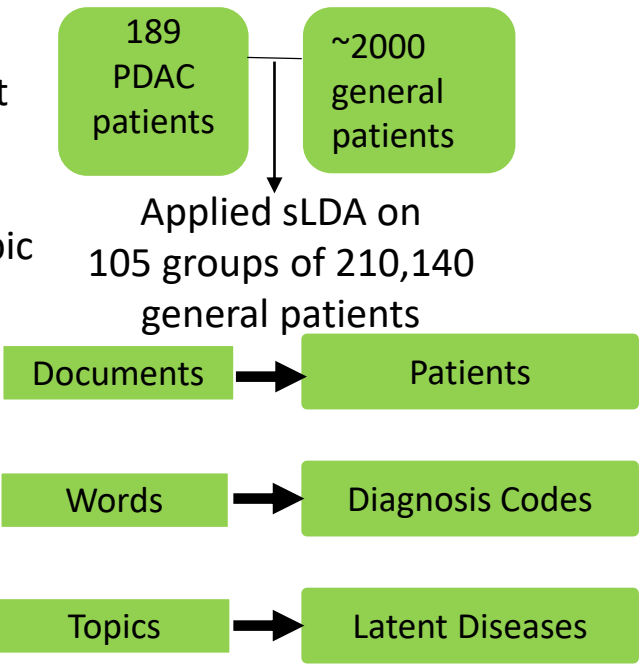 189
PDAC
patients
~2000
general
patients
t
Applied sLDA on
pic
105 groups of 210,140
general patients
Documents
Patients
Words
Diagnosis Codes
Topics
Latent Diseases